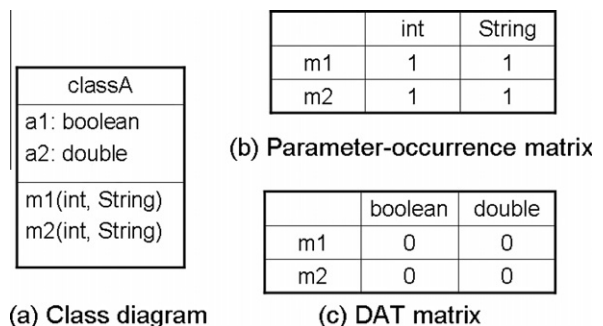 classA
a1: boolean
a2: double
m1(int, String)
m2(int, String)
(a) Class diagram
int String
m1 1 1
m2 1 1
(b) Parameter-occurrence matrix
boolean double
m1 0 0
m2 0 0
(c) DAT matrix